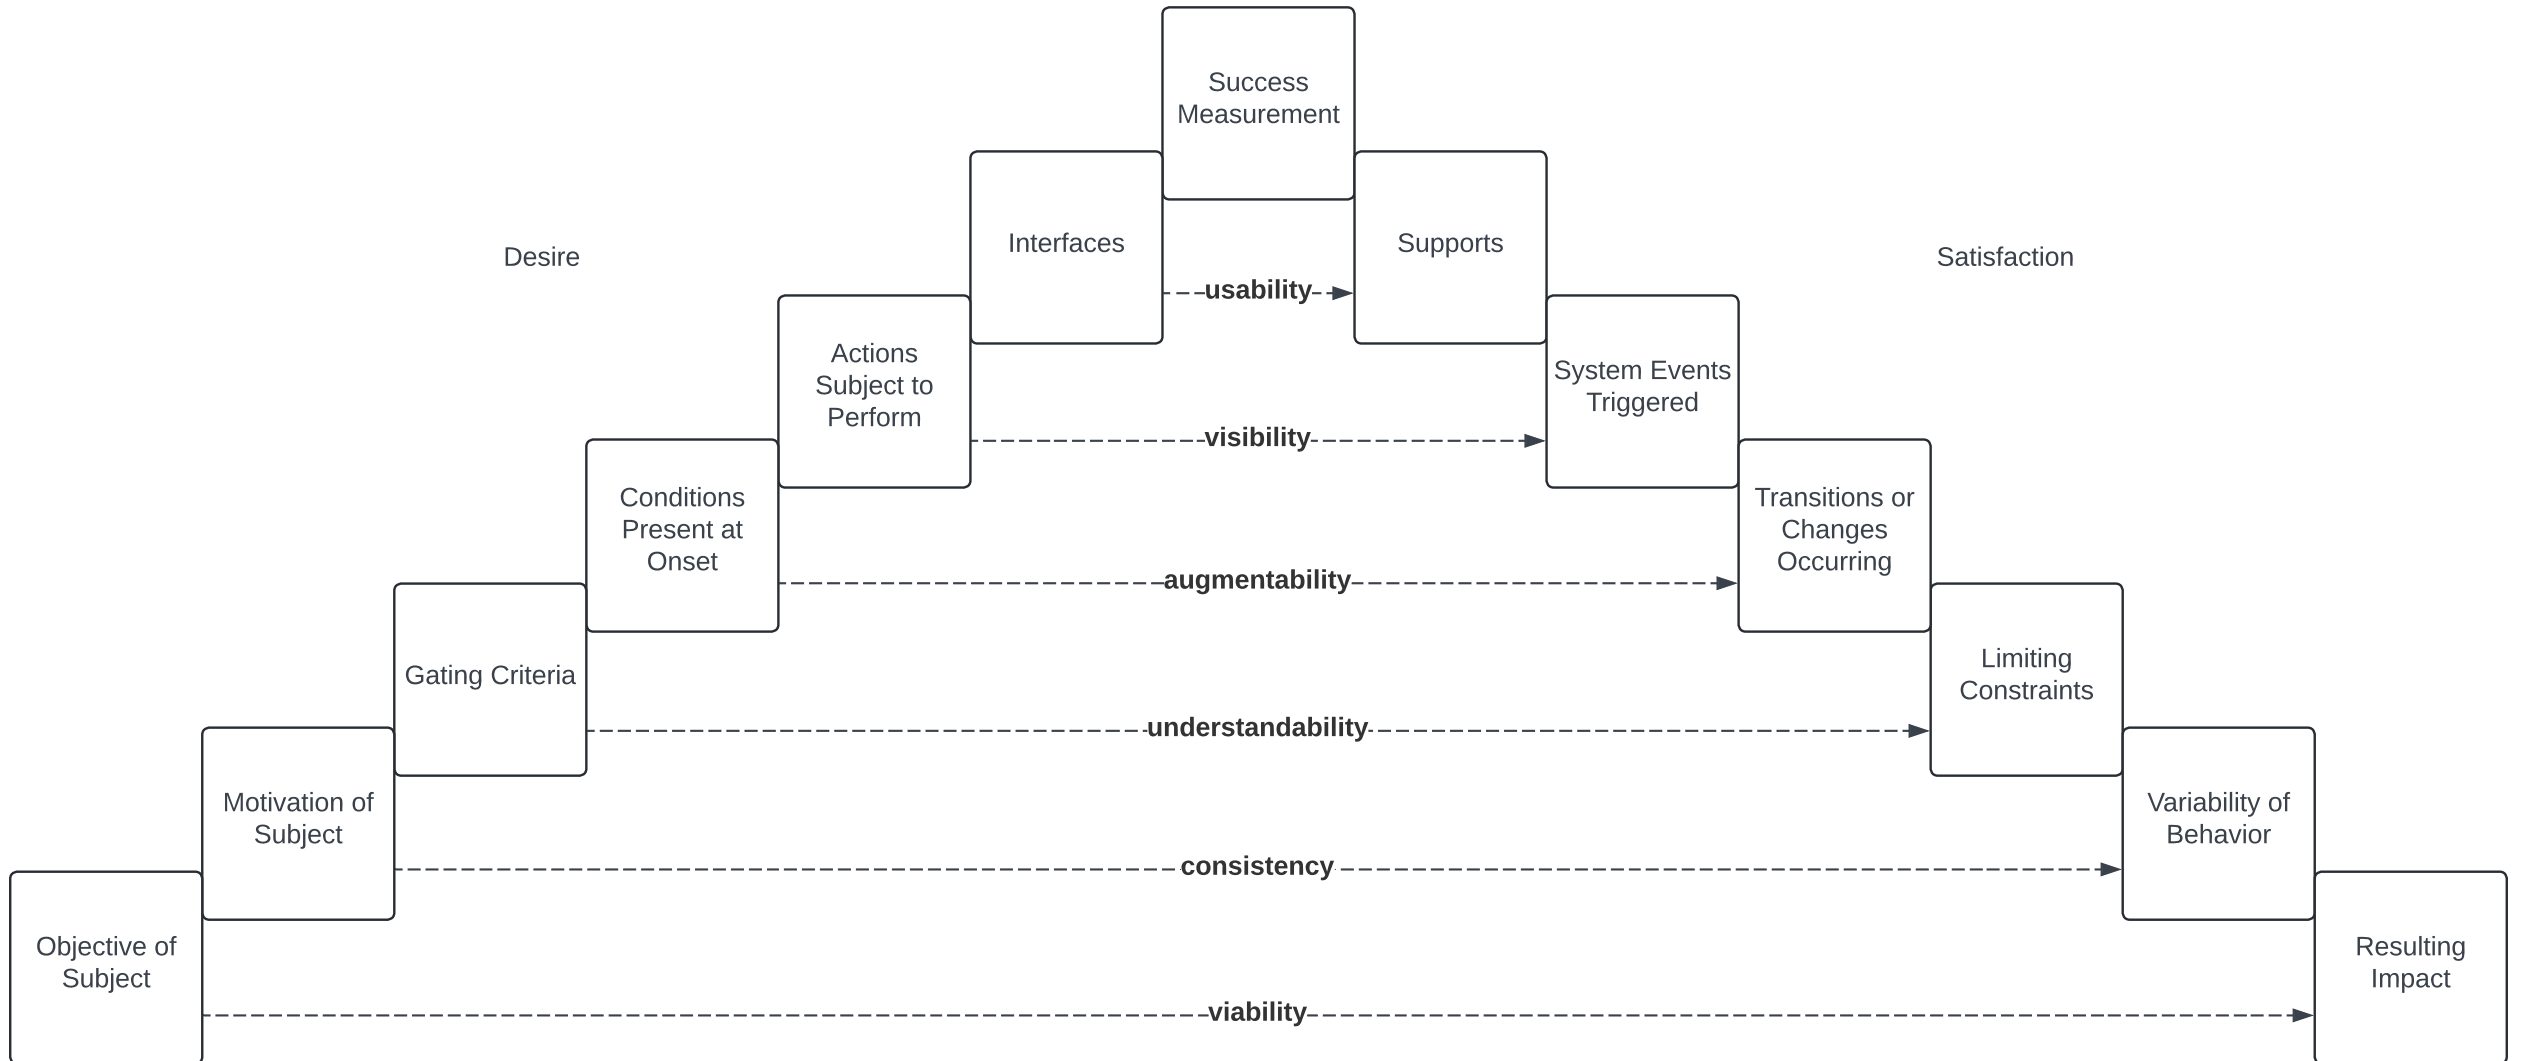 Success
Measurement
Interfaces
Supports
Desire
Satisfaction
usability
Actions
Subject to
Perform
System Events
Triggered
visibility
Conditions
Present at
Onset
Transitions or
Changes
Occurring
augmentability
Gating Criteria
Limiting
Constraints
understandability
Motivation of
Subject
Variability of
Behavior
consistency
Objective of
Subject
Resulting
Impact
viability